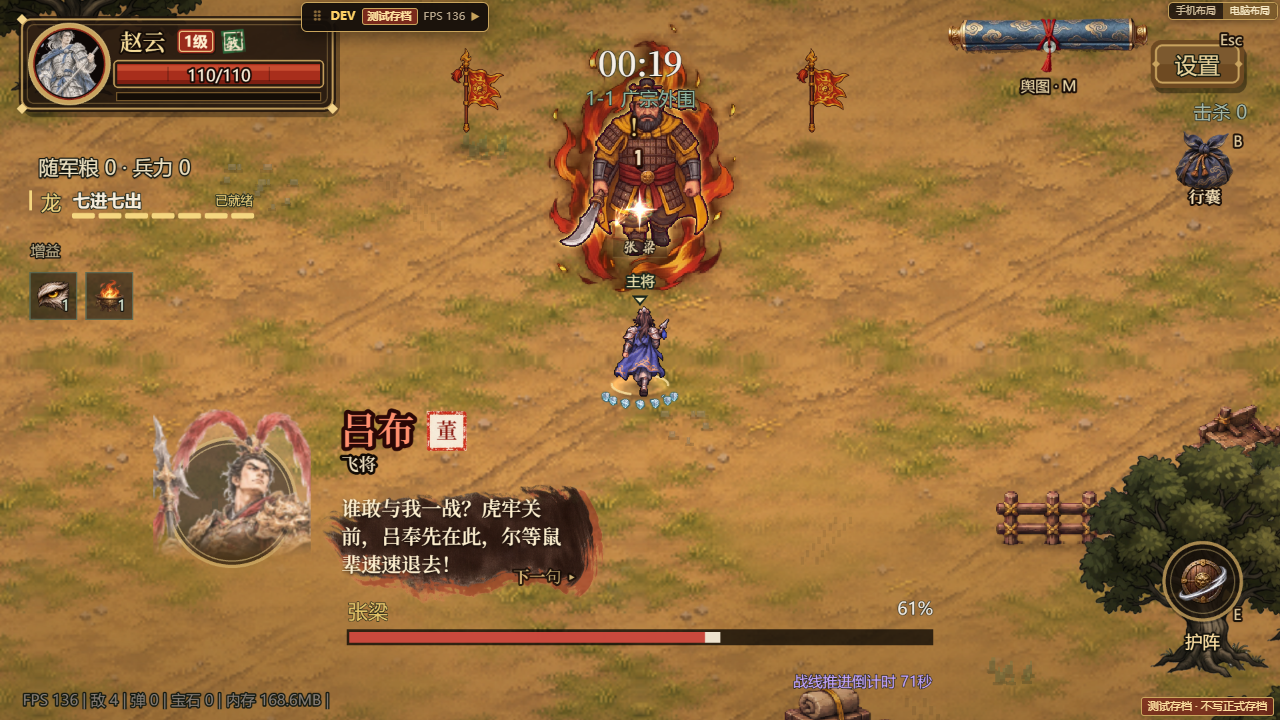 DEV 测试存档 FPS 136 ▶
手机布局 电脑布局
赵云 1级
110/110
00:19
1-1 广宗外围
Esc
设置
舆图·M
击杀 0
B
行囊
随军粮 0·兵力 0
龙 七进七出 已就绪
增益
1 1
!
1
张梁
主将
吕布 董
飞将
谁敢与我一战？虎牢关
前，吕奉先在此，尔等鼠
辈速速退去！
下一句 ▸
张梁 61%
E
护阵
战线推进倒计时 71秒
FPS 136 | 敌 4 | 弹 0 | 宝石 0 | 内存 168.6MB |
测试存档 · 不写正式存档